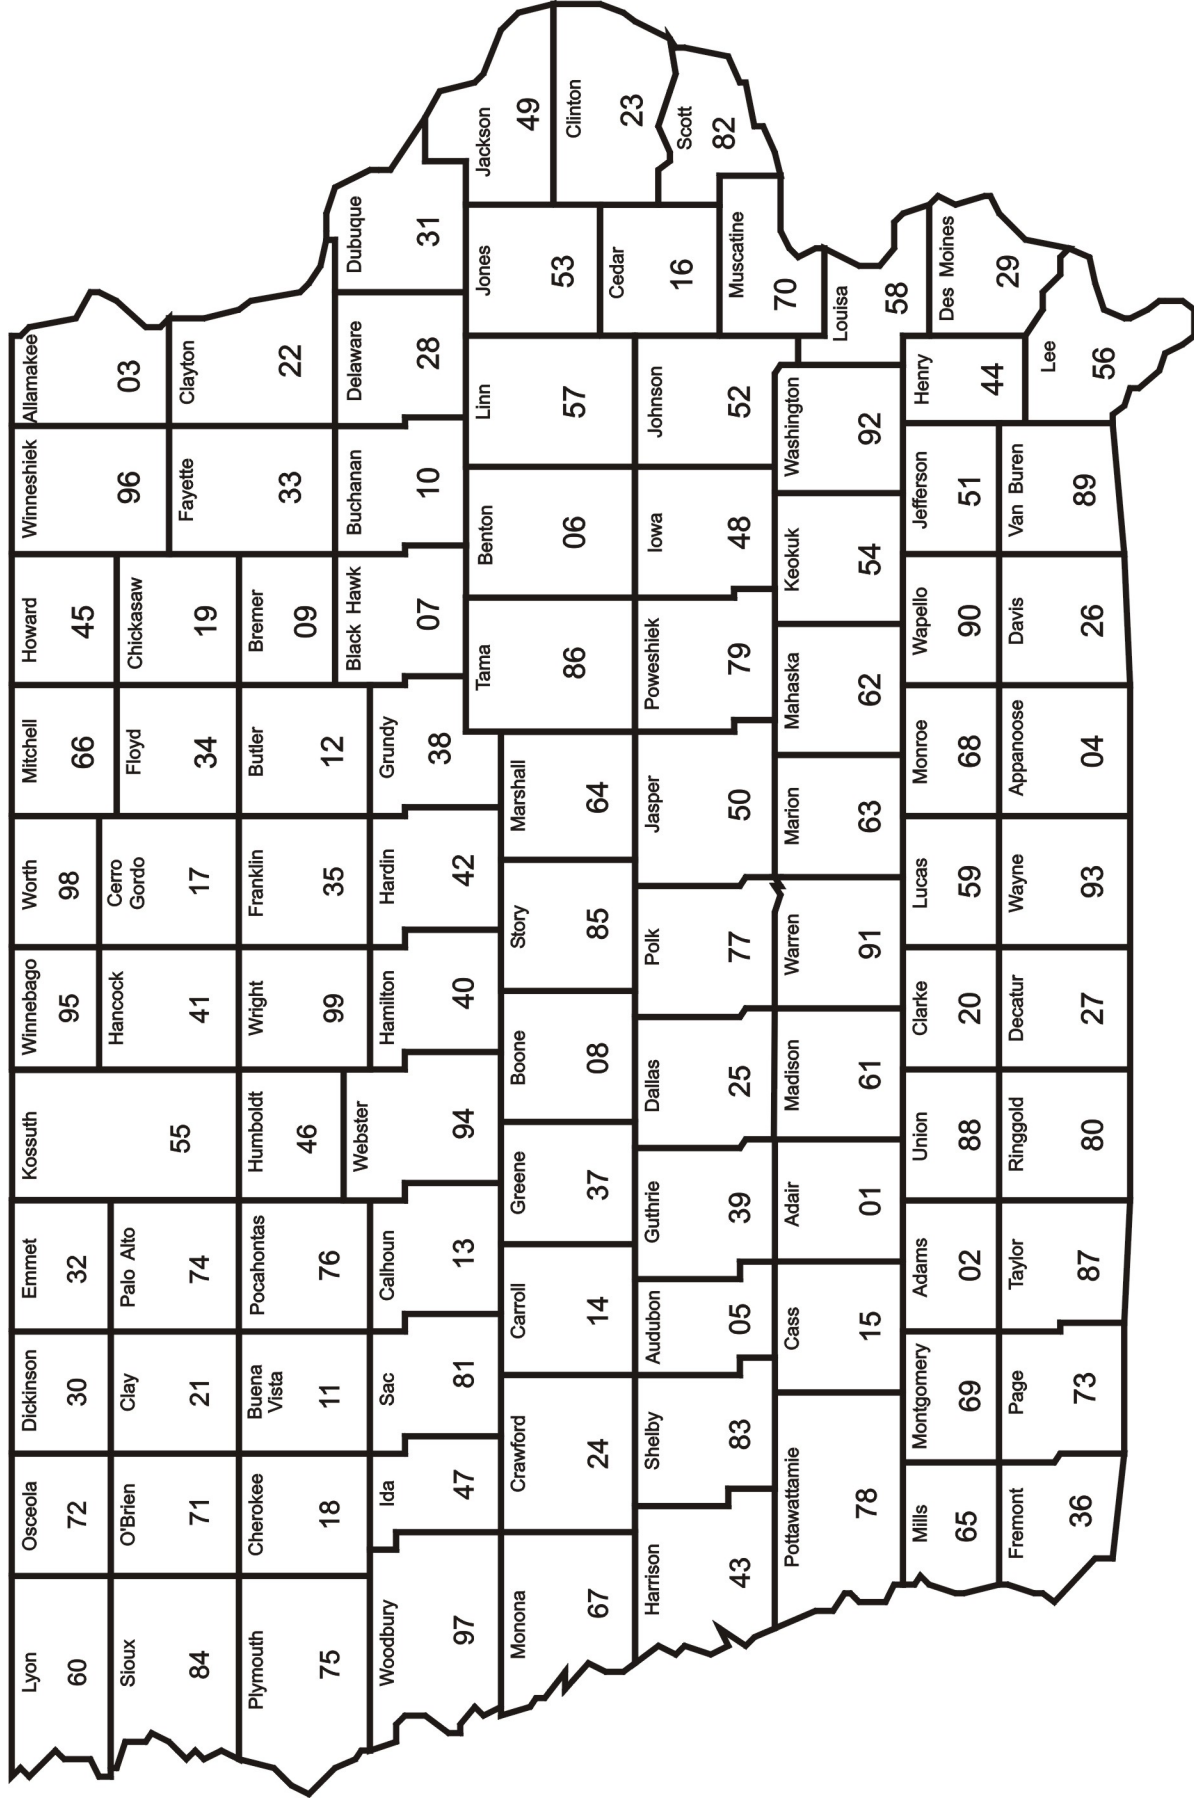 Lyon
60
Osceola
72
Dickinson
30
Emmet
32
Kossuth
55
Winnebago
95
Worth
98
Mitchell
66
Howard
45
Winneshiek
96
Allamakee
03
Sioux
84
O'Brien
71
Clay
21
Palo Alto
74
Hancock
41
Cerro
Gordo
17
Floyd
34
Chickasaw
19
Fayette
33
Clayton
22
Plymouth
75
Cherokee
18
Buena
Vista
11
Pocahontas
76
Humboldt
46
Wright
99
Franklin
35
Butler
12
Bremer
09
Woodbury
97
Ida
47
Sac
81
Calhoun
13
Webster
94
Hamilton
40
Hardin
42
Grundy
38
Black Hawk
07
Buchanan
10
Delaware
28
Dubuque
31
Monona
67
Crawford
24
Carroll
14
Greene
37
Boone
08
Story
85
Marshall
64
Tama
86
Benton
06
Linn
57
Jones
53
Jackson
49
Clinton
23
Cedar
16
Scott
82
Harrison
43
Shelby
83
Audubon
05
Guthrie
39
Dallas
25
Polk
77
Jasper
50
Poweshiek
79
Iowa
48
Johnson
52
Muscatine
70
Pottawattamie
78
Cass
15
Adair
01
Madison
61
Warren
91
Marion
63
Mahaska
62
Keokuk
54
Washington
92
Louisa
58
Mills
65
Montgomery
69
Adams
02
Union
88
Clarke
20
Lucas
59
Monroe
68
Wapello
90
Jefferson
51
Henry
44
Des Moines
29
Fremont
36
Page
73
Taylor
87
Ringgold
80
Decatur
27
Wayne
93
Appanoose
04
Davis
26
Van Buren
89
Lee
56